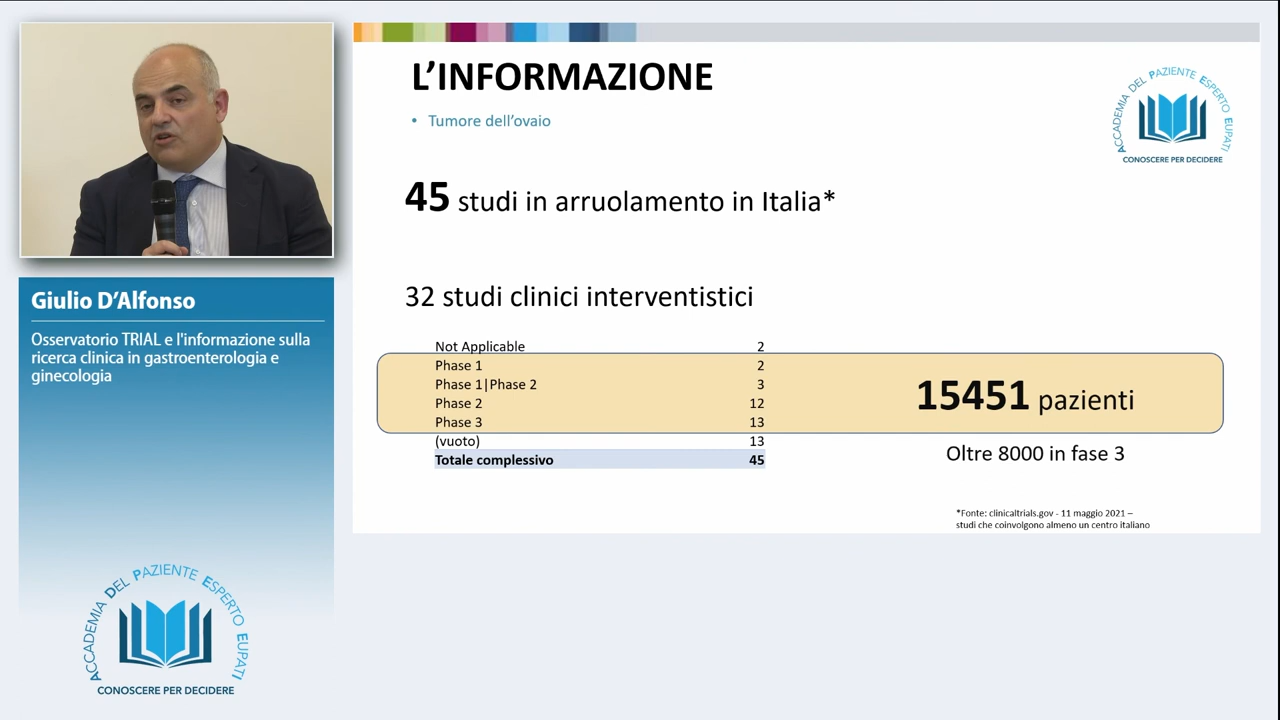 L'INFORMAZIONE
• Tumore dell'ovaio
ACCADEMIA DEL PAZIENTE ESPERTO EUPATI
CONOSCERE PER DECIDERE
45 studi in arruolamento in Italia*
32 studi clinici interventistici
Not Applicable 2
Phase 1 2
Phase 1|Phase 2 3
Phase 2 12
Phase 3 13
(vuoto) 13
Totale complessivo 45
15451 pazienti
Oltre 8000 in fase 3
*Fonte: clinicaltrials.gov - 11 maggio 2021 –
studi che coinvolgono almeno un centro italiano
Giulio D'Alfonso
Osservatorio TRIAL e l'informazione sulla
ricerca clinica in gastroenterologia e
ginecologia
ACCADEMIA DEL PAZIENTE ESPERTO EUPATI
CONOSCERE PER DECIDERE